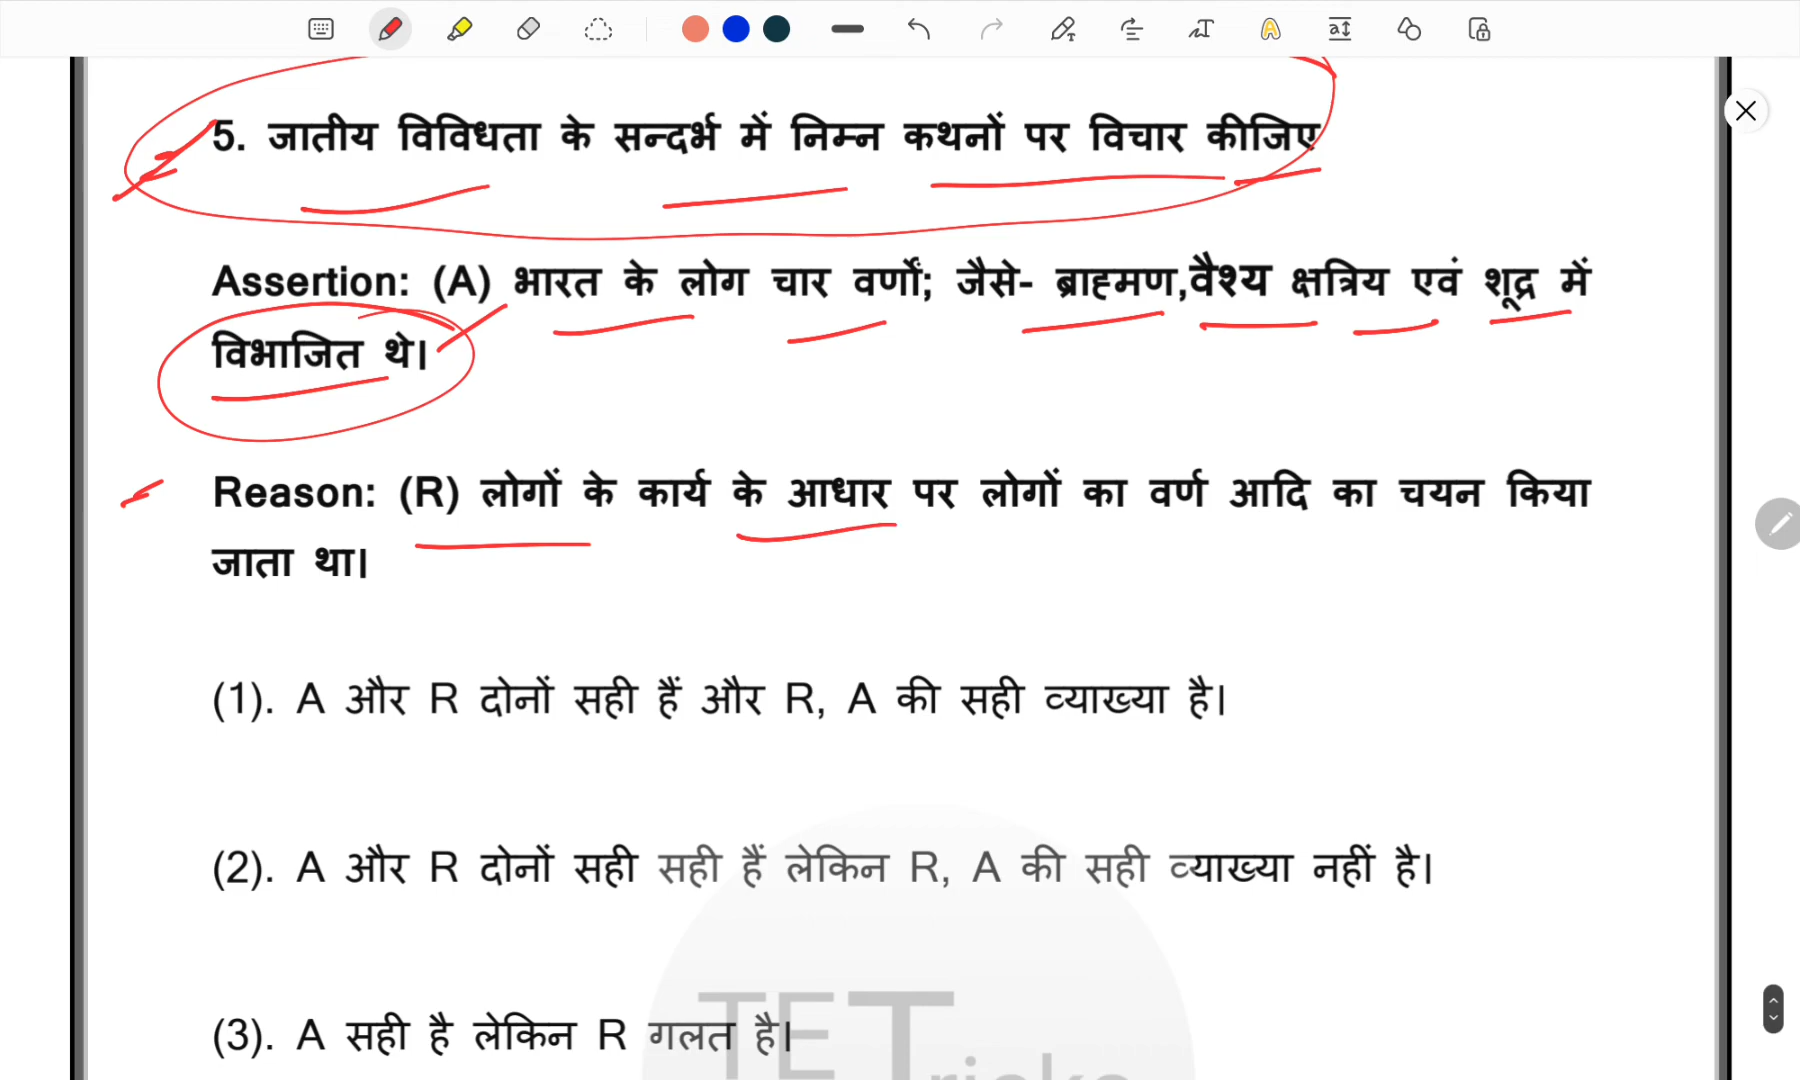 5. जातीय विविधता के सन्दर्भ में निम्न कथनों पर विचार कीजिए
Assertion: (A) भारत के लोग चार वर्णों; जैसे- ब्राह्मण,वैश्य क्षत्रिय एवं शूद्र में
विभाजित थे।
Reason: (R) लोगों के कार्य के आधार पर लोगों का वर्ण आदि का चयन किया
जाता था।
(1). A और R दोनों सही हैं और R, A की सही व्याख्या है।
(2). A और R दोनों सही सही हैं लेकिन R, A की सही व्याख्या नहीं है।
(3). A सही है लेकिन R गलत है।
TET